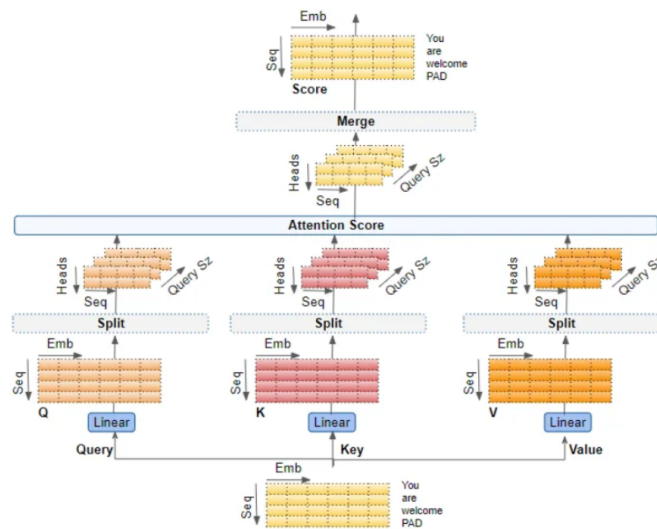 Emb
Seq
You
are
welcome
PAD
Score
Merge
Heads
Seq
Query Sz
Attention Score
Heads
Seq
Query Sz
Heads
Seq
Query Sz
Heads
Seq
Query Sz
Split
Split
Split
Emb
Seq
Emb
Seq
Emb
Seq
Q
K
V
Linear
Linear
Linear
Query
Key
Value
Emb
Seq
You
are
welcome
PAD